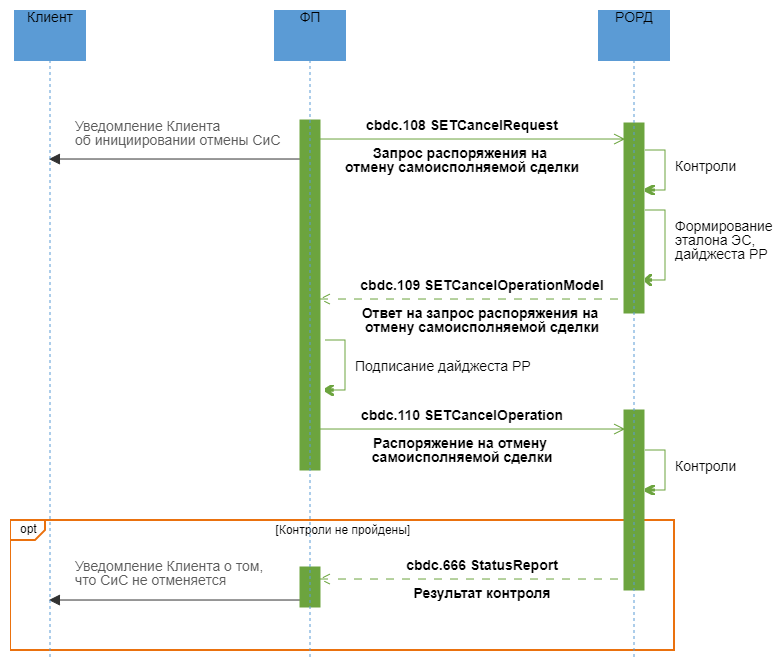 Клиент
ФП
РОРД
Уведомление Клиента
об инициировании отмены СиС
cbdc.108 SETCancelRequest
Запрос распоряжения на
отмену самоисполняемой сделки
Контроли
Формирование
эталона ЭС,
дайджеста РР
cbdc.109 SETCancelOperationModel
Ответ на запрос распоряжения на
отмену самоисполняемой сделки
Подписание дайджеста РР
cbdc.110 SETCancelOperation
Распоряжение на отмену
самоисполняемой сделки
Контроли
opt
[Контроли не пройдены]
Уведомление Клиента о том,
что СиС не отменяется
cbdc.666 StatusReport
Результат контроля